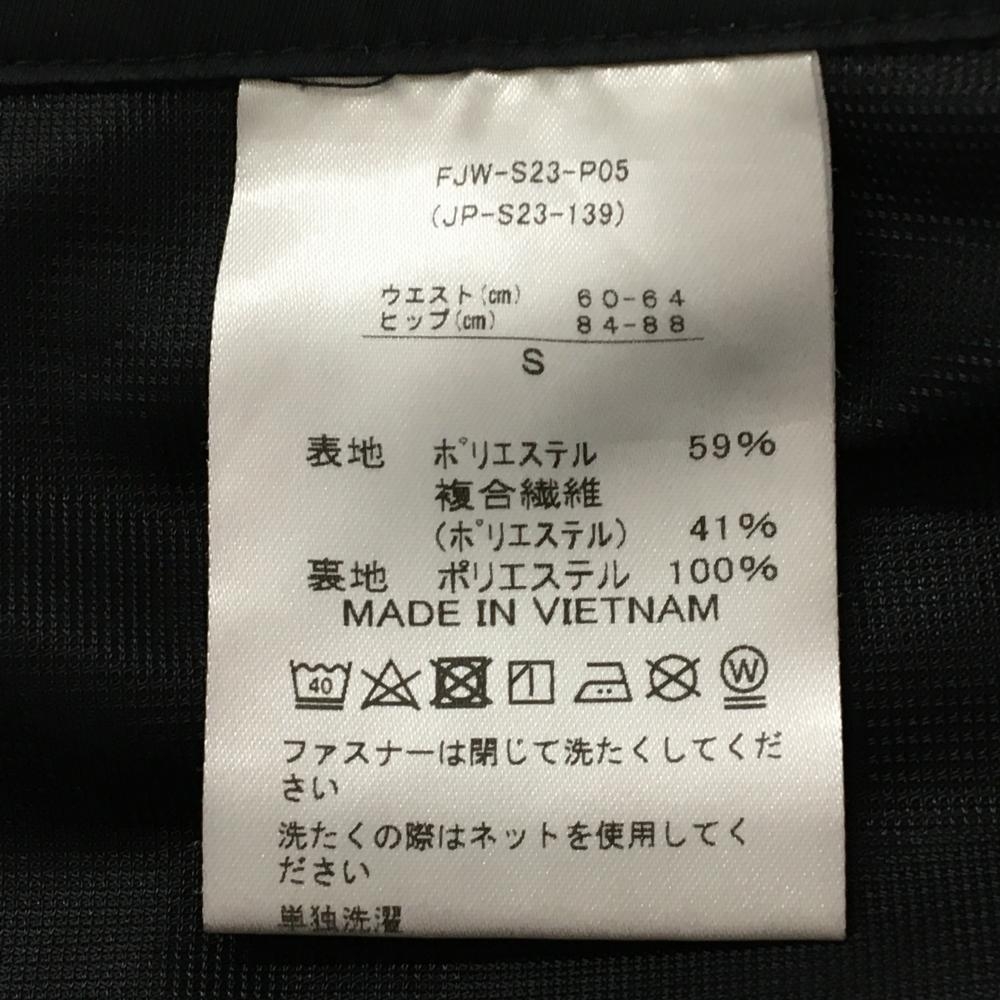 FJW-S23-P05
(JP-S23-139)
ウエスト(cm) 60-64
ヒップ(cm) 84-88
S
表地 ポリエステル 59%
複合繊維
(ポリエステル) 41%
裏地 ポリエステル 100%
MADE IN VIETNAM
40 W
ファスナーは閉じて洗たくしてくだ
さい
洗たくの際はネットを使用してく
ださい
単独洗濯